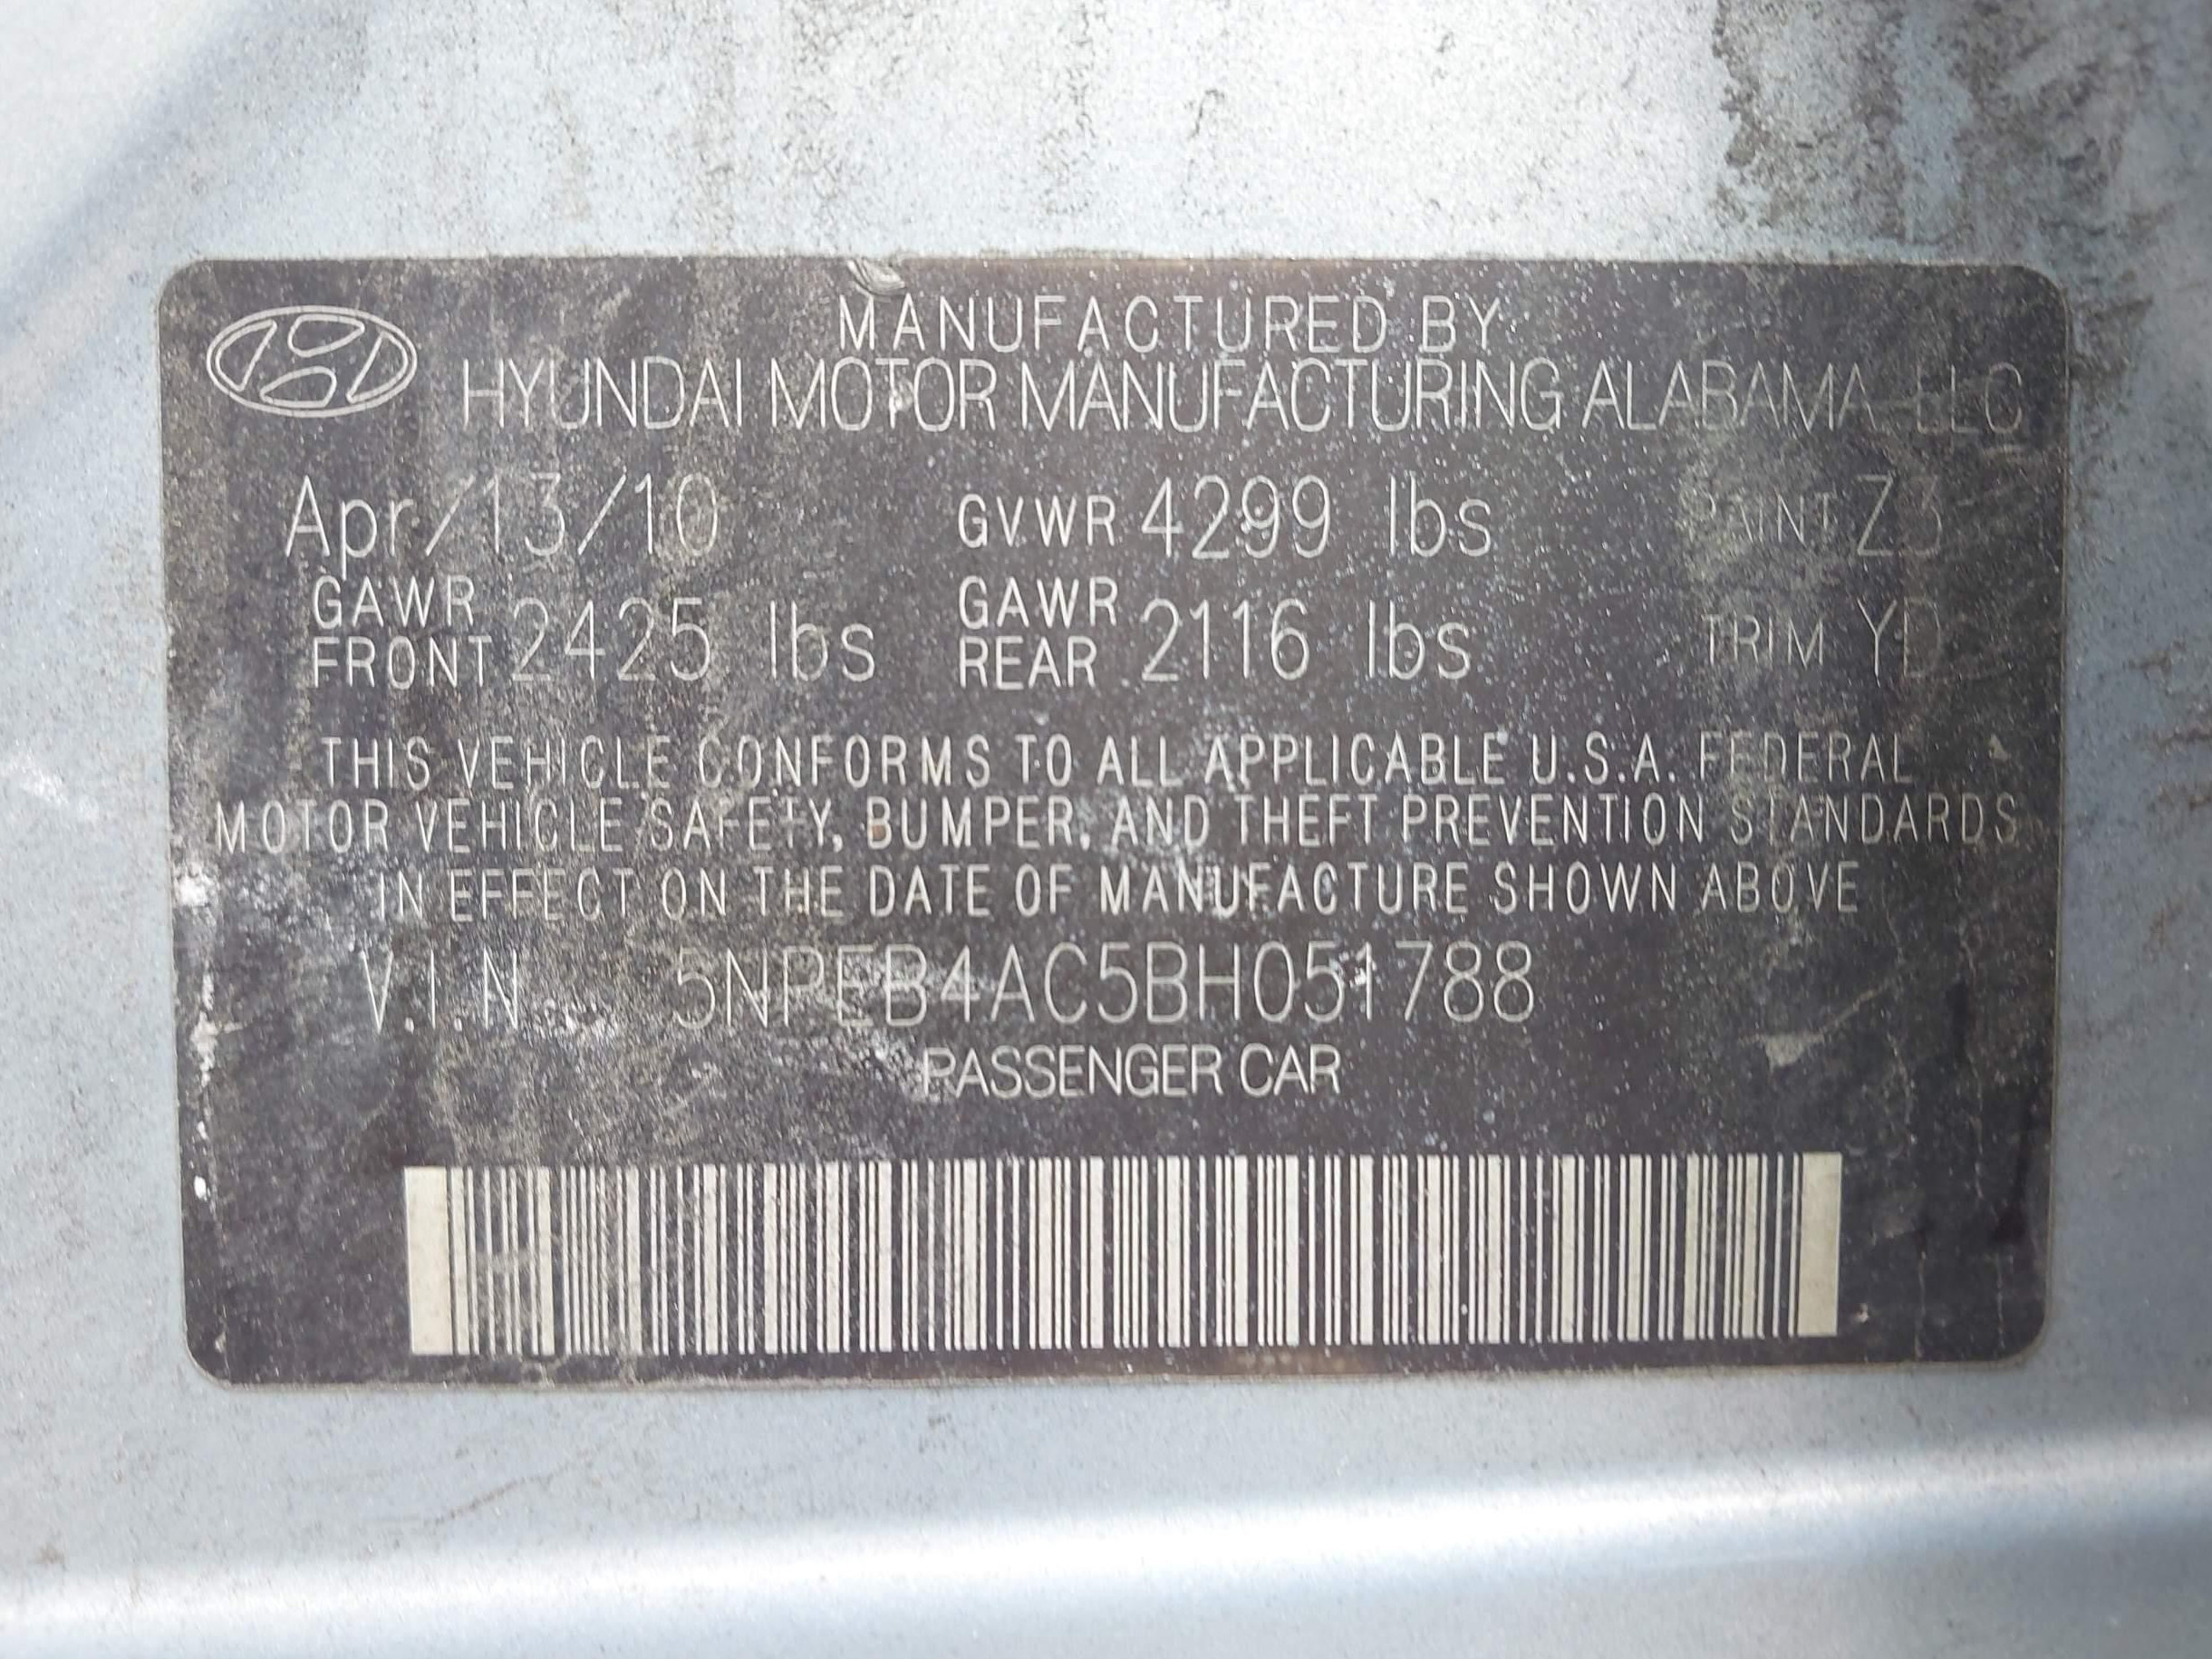 MANUFACTURED BY
HYUNDAI MOTOR MANUFACTURING ALABAMA, LLC
Apr/13/10 GVWR 4299 lbs PAINT Z3
GAWR FRONT 2425 lbs GAWR REAR 2116 lbs TRIM YD
THIS VEHICLE CONFORMS TO ALL APPLICABLE U.S.A. FEDERAL
MOTOR VEHICLE SAFETY, BUMPER, AND THEFT PREVENTION STANDARDS
IN EFFECT ON THE DATE OF MANUFACTURE SHOWN ABOVE
V.I.N. 5NPEB4AC5BH051788
PASSENGER CAR